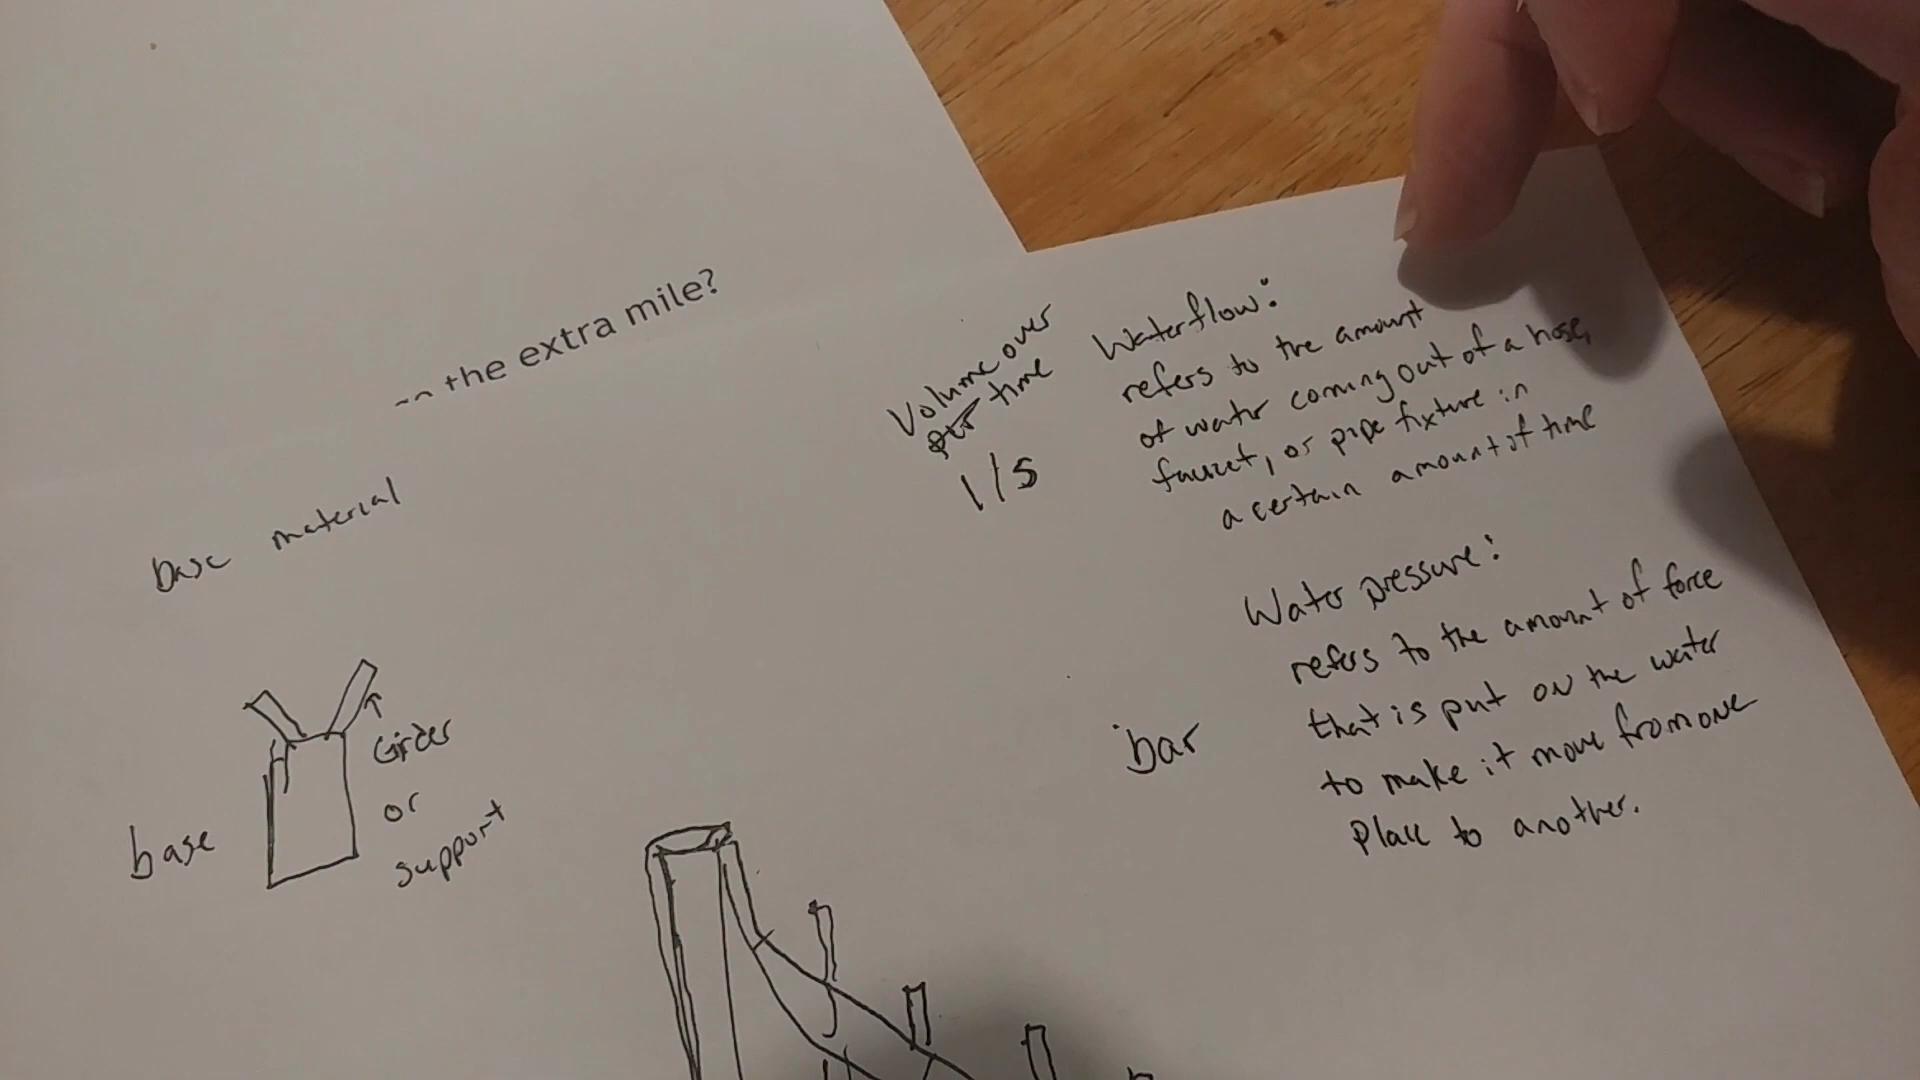 the extra mile?
base material
Girder
or
support
base
Volume over
per time
l/s
Waterflow:
refers to the amount
of water coming out of a hose,
faucet, or pipe fixture in
a certain amount of time
Water pressure:
refers to the amount of force
that is put on the water
to make it move from one
place to another.
bar